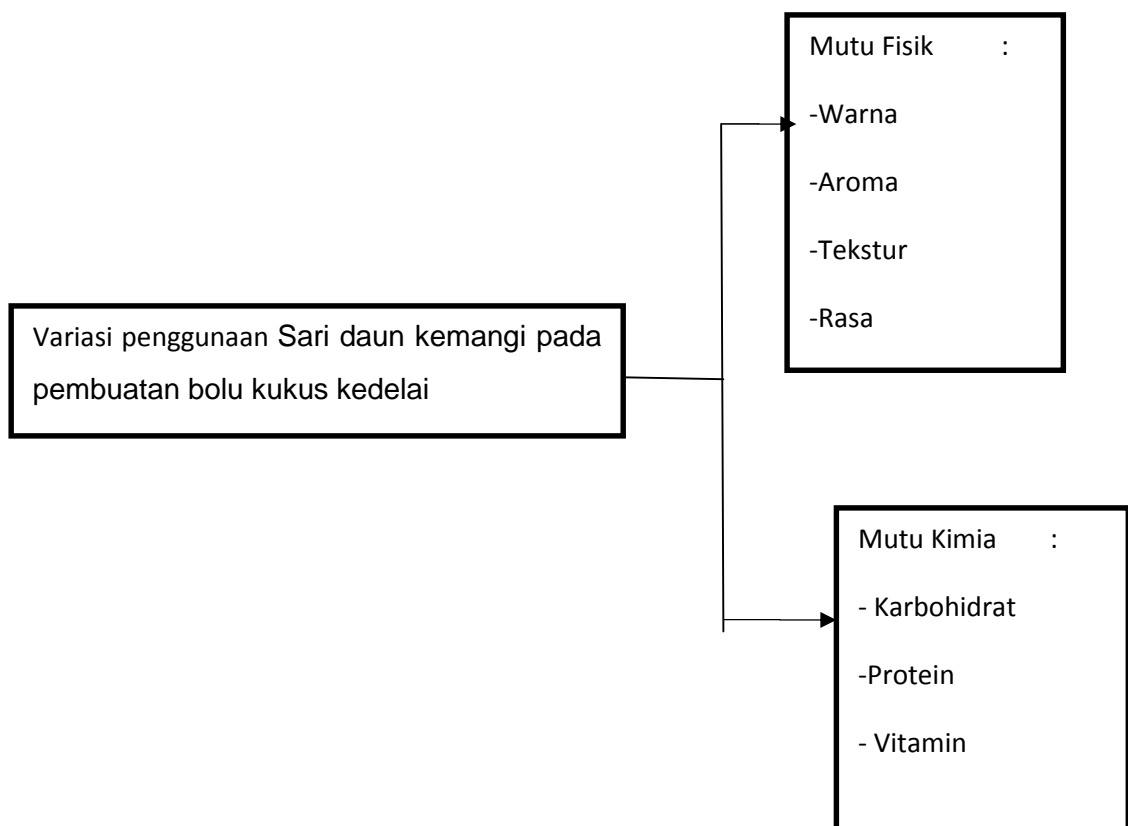 Mutu Fisik :
-Warna
-Aroma
-Tekstur
-Rasa
Variasi penggunaan Sari daun kemangi pada
pembuatan bolu kukus kedelai
Mutu Kimia :
- Karbohidrat
-Protein
- Vitamin